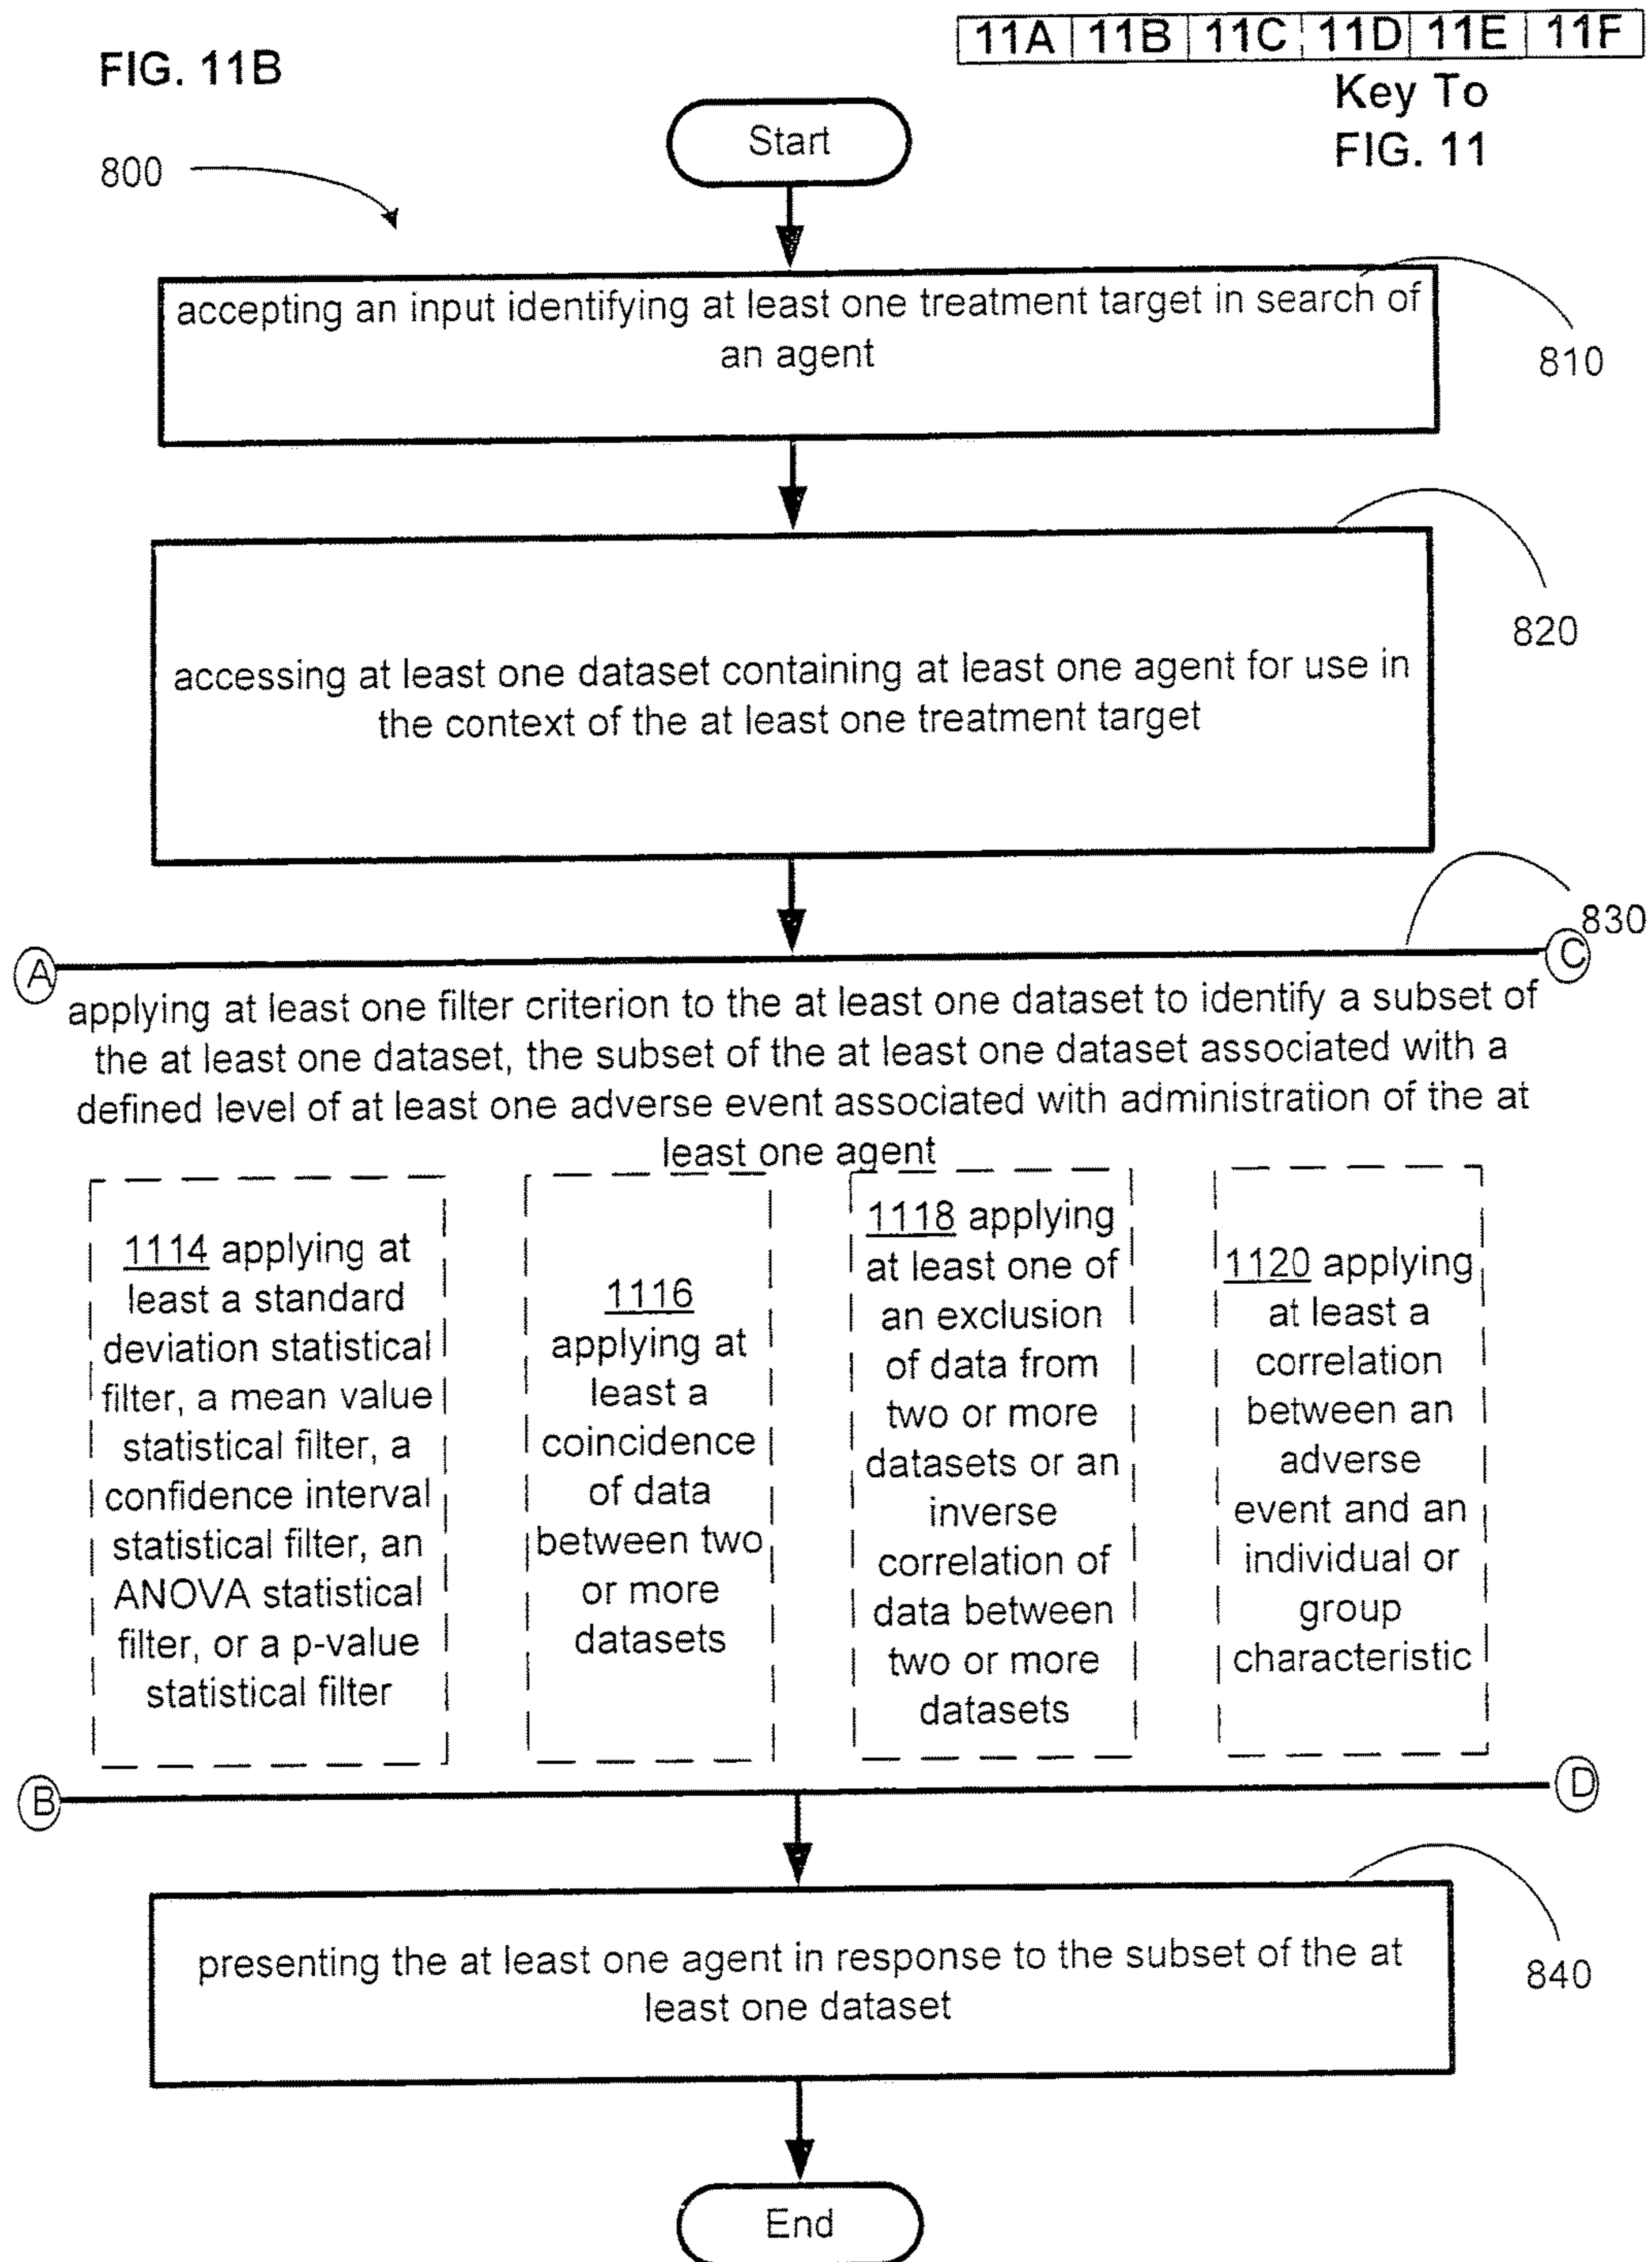 11A 11B 11C 11D 11E 11F
FIG. 11B
Key To
FIG. 11
Start
800
accepting an input identifying at least one treatment target in search of
an agent
810
820
accessing at least one dataset containing at least one agent for use in
the context of the at least one treatment target
830
A
C
applying at least one filter criterion to the at least one dataset to identify a subset of
the at least one dataset, the subset of the at least one dataset associated with a
defined level of at least one adverse event associated with administration of the at
least one agent
1114 applying at
least a standard
deviation statistical
filter, a mean value
statistical filter, a
confidence interval
statistical filter, an
ANOVA statistical
filter, or a p-value
statistical filter
1116
applying at
least a
coincidence
of data
between two
or more
datasets
1118 applying
at least one of
an exclusion
of data from
two or more
datasets or an
inverse
correlation of
data between
two or more
datasets
1120 applying
at least a
correlation
between an
adverse
event and an
individual or
group
characteristic
B
D
presenting the at least one agent in response to the subset of the at
least one dataset
840
End